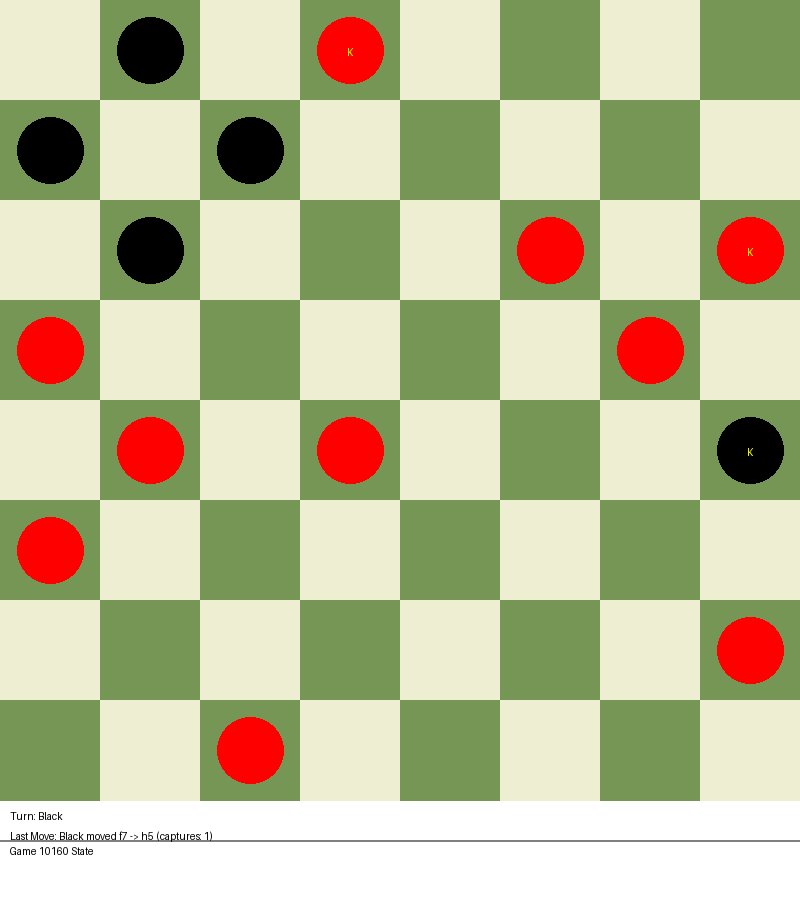 K
K
K
Turn: Black
Last Move: Black moved f7 -> h5 (captures: 1)
Game 10160 State